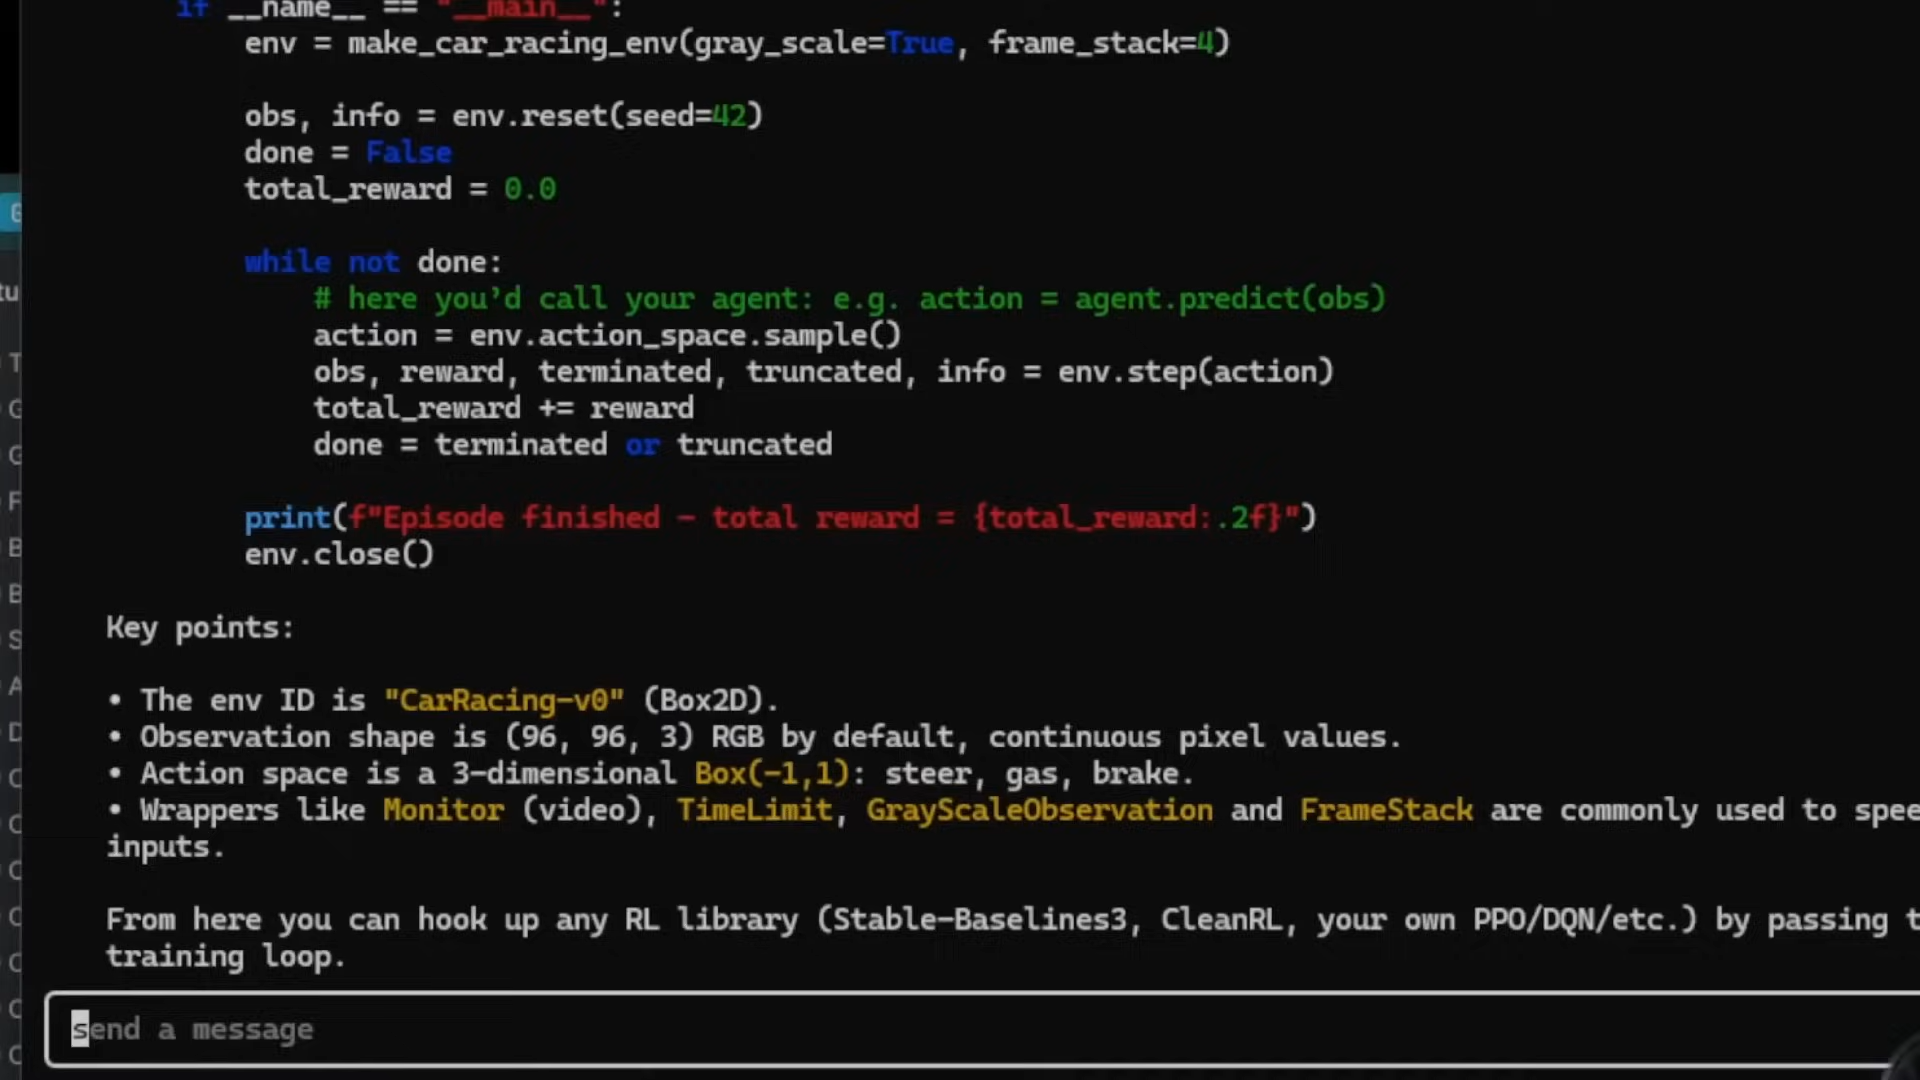 if __name__ == "__main__":
env = make_car_racing_env(gray_scale=True, frame_stack=4)
obs, info = env.reset(seed=42)
done = False
total_reward = 0.0
while not done:
# here you’d call your agent: e.g. action = agent.predict(obs)
action = env.action_space.sample()
obs, reward, terminated, truncated, info = env.step(action)
total_reward += reward
done = terminated or truncated
print(f"Episode finished – total reward = {total_reward:.2f}")
env.close()
Key points:
• The env ID is "CarRacing-v0" (Box2D).
• Observation shape is (96, 96, 3) RGB by default, continuous pixel values.
• Action space is a 3-dimensional Box(-1,1): steer, gas, brake.
• Wrappers like Monitor (video), TimeLimit, GrayScaleObservation and FrameStack are commonly used to spee
inputs.
From here you can hook up any RL library (Stable-Baselines3, CleanRL, your own PPO/DQN/etc.) by passing t
training loop.
send a message